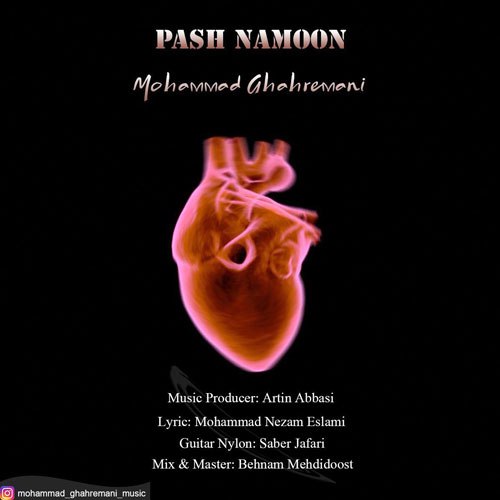 PASH NAMOON
Mohammad Ghahremani
Music Producer: Artin Abbasi
Lyric: Mohammad Nezam Eslami
Guitar Nylon: Saber Jafari
Mix & Master: Behnam Mehdidoost
mohammad_ghahremani_music